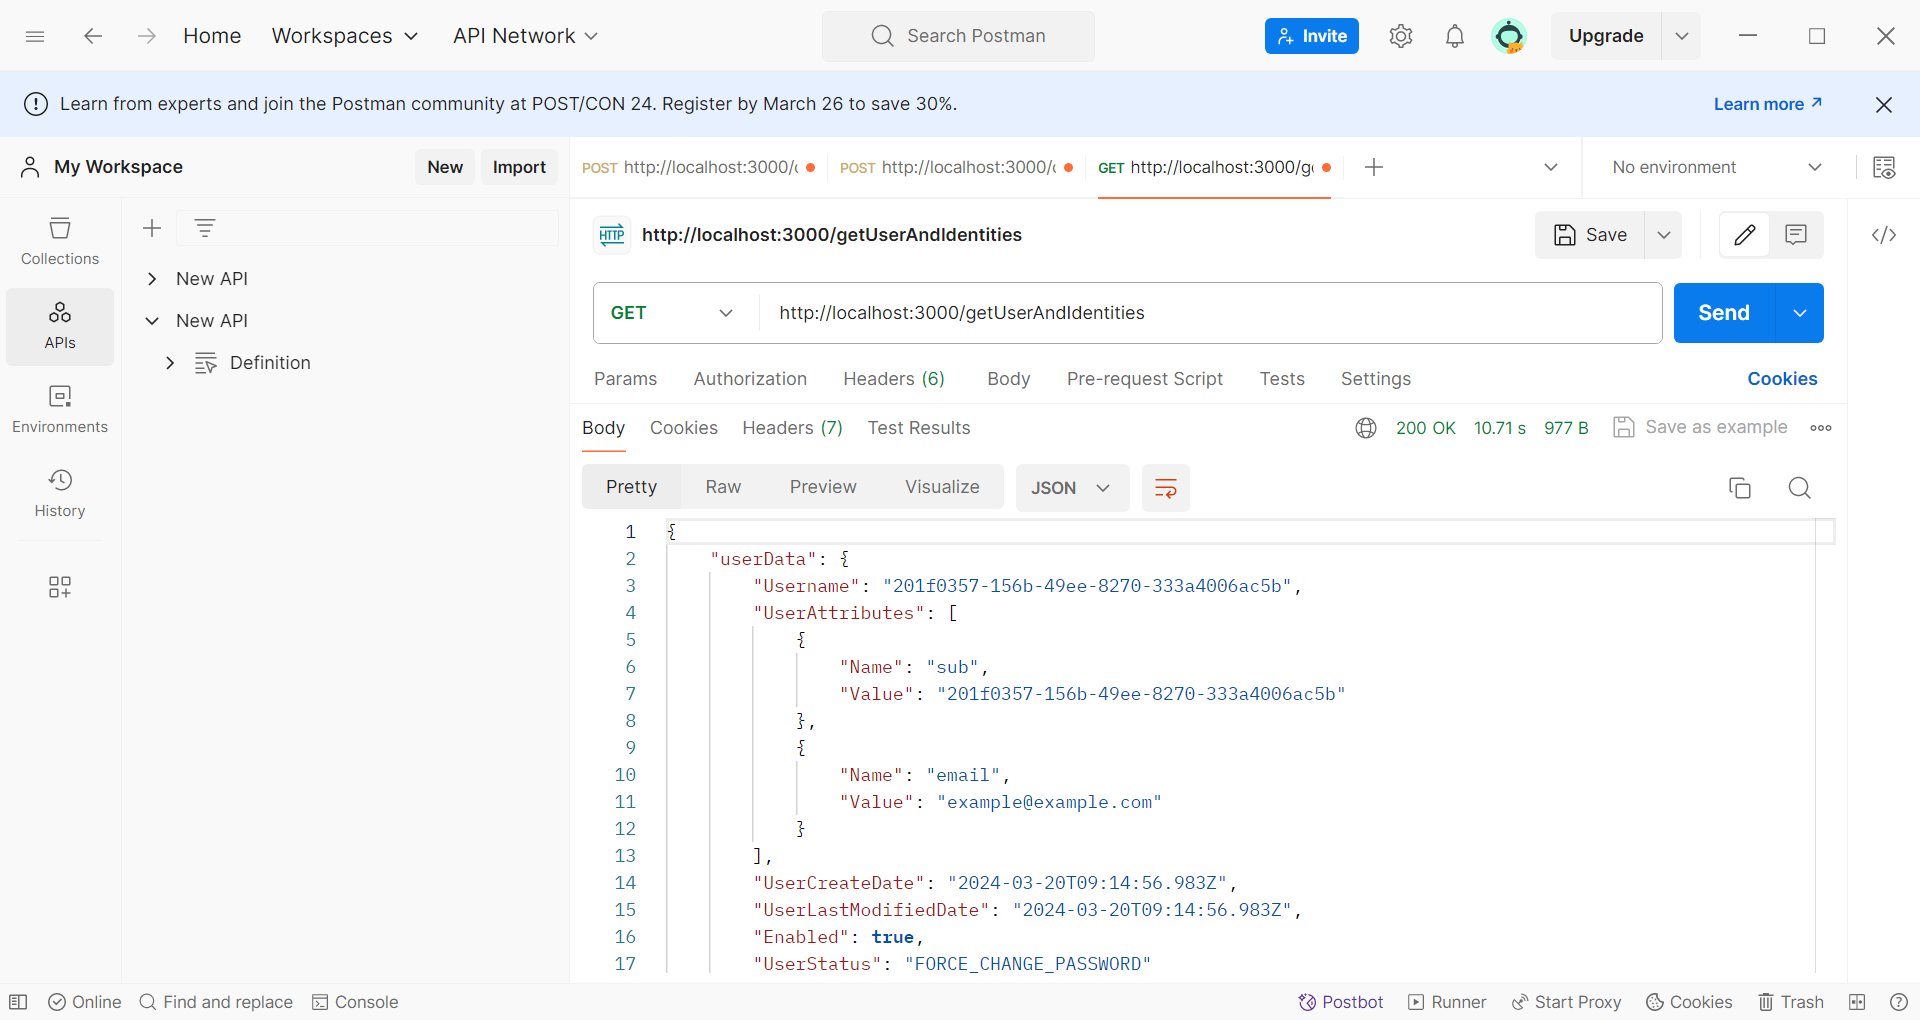 Home Workspaces API Network Search Postman Invite Upgrade
Learn from experts and join the Postman community at POST/CON 24. Register by March 26 to save 30%. Learn more
My Workspace New Import
POST http://localhost:3000/ POST http://localhost:3000/ GET http://localhost:3000/g No environment
Collections
APIs
Environments
History
New API
New API
Definition
HTTP http://localhost:3000/getUserAndIdentities Save
GET http://localhost:3000/getUserAndIdentities Send
Params Authorization Headers (6) Body Pre-request Script Tests Settings Cookies
Body Cookies Headers (7) Test Results 200 OK 10.71 s 977 B Save as example
Pretty Raw Preview Visualize JSON
1 {
2 "userData": {
3 "Username": "201f0357-156b-49ee-8270-333a4006ac5b",
4 "UserAttributes": [
5 {
6 "Name": "sub",
7 "Value": "201f0357-156b-49ee-8270-333a4006ac5b"
8 },
9 {
10 "Name": "email",
11 "Value": "example@example.com"
12 }
13 ],
14 "UserCreateDate": "2024-03-20T09:14:56.983Z",
15 "UserLastModifiedDate": "2024-03-20T09:14:56.983Z",
16 "Enabled": true,
17 "UserStatus": "FORCE_CHANGE_PASSWORD"
Online Find and replace Console Postbot Runner Start Proxy Cookies Trash